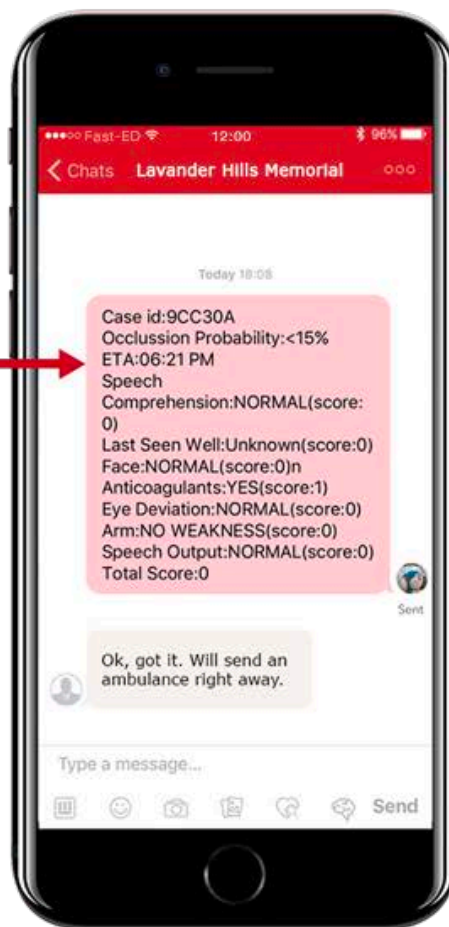 Fast-ED 12:00 96%
Chats Lavander Hills Memorial
Today 18:08
Case id:9CC30A
Occlussion Probability:<15%
ETA:06:21 PM
Speech
Comprehension:NORMAL(score:
0)
Last Seen Well:Unknown(score:0)
Face:NORMAL(score:0)n
Anticoagulants:YES(score:1)
Eye Deviation:NORMAL(score:0)
Arm:NO WEAKNESS(score:0)
Speech Output:NORMAL(score:0)
Total Score:0
Sent
Ok, got it. Will send an
ambulance right away.
Type a message...
Send